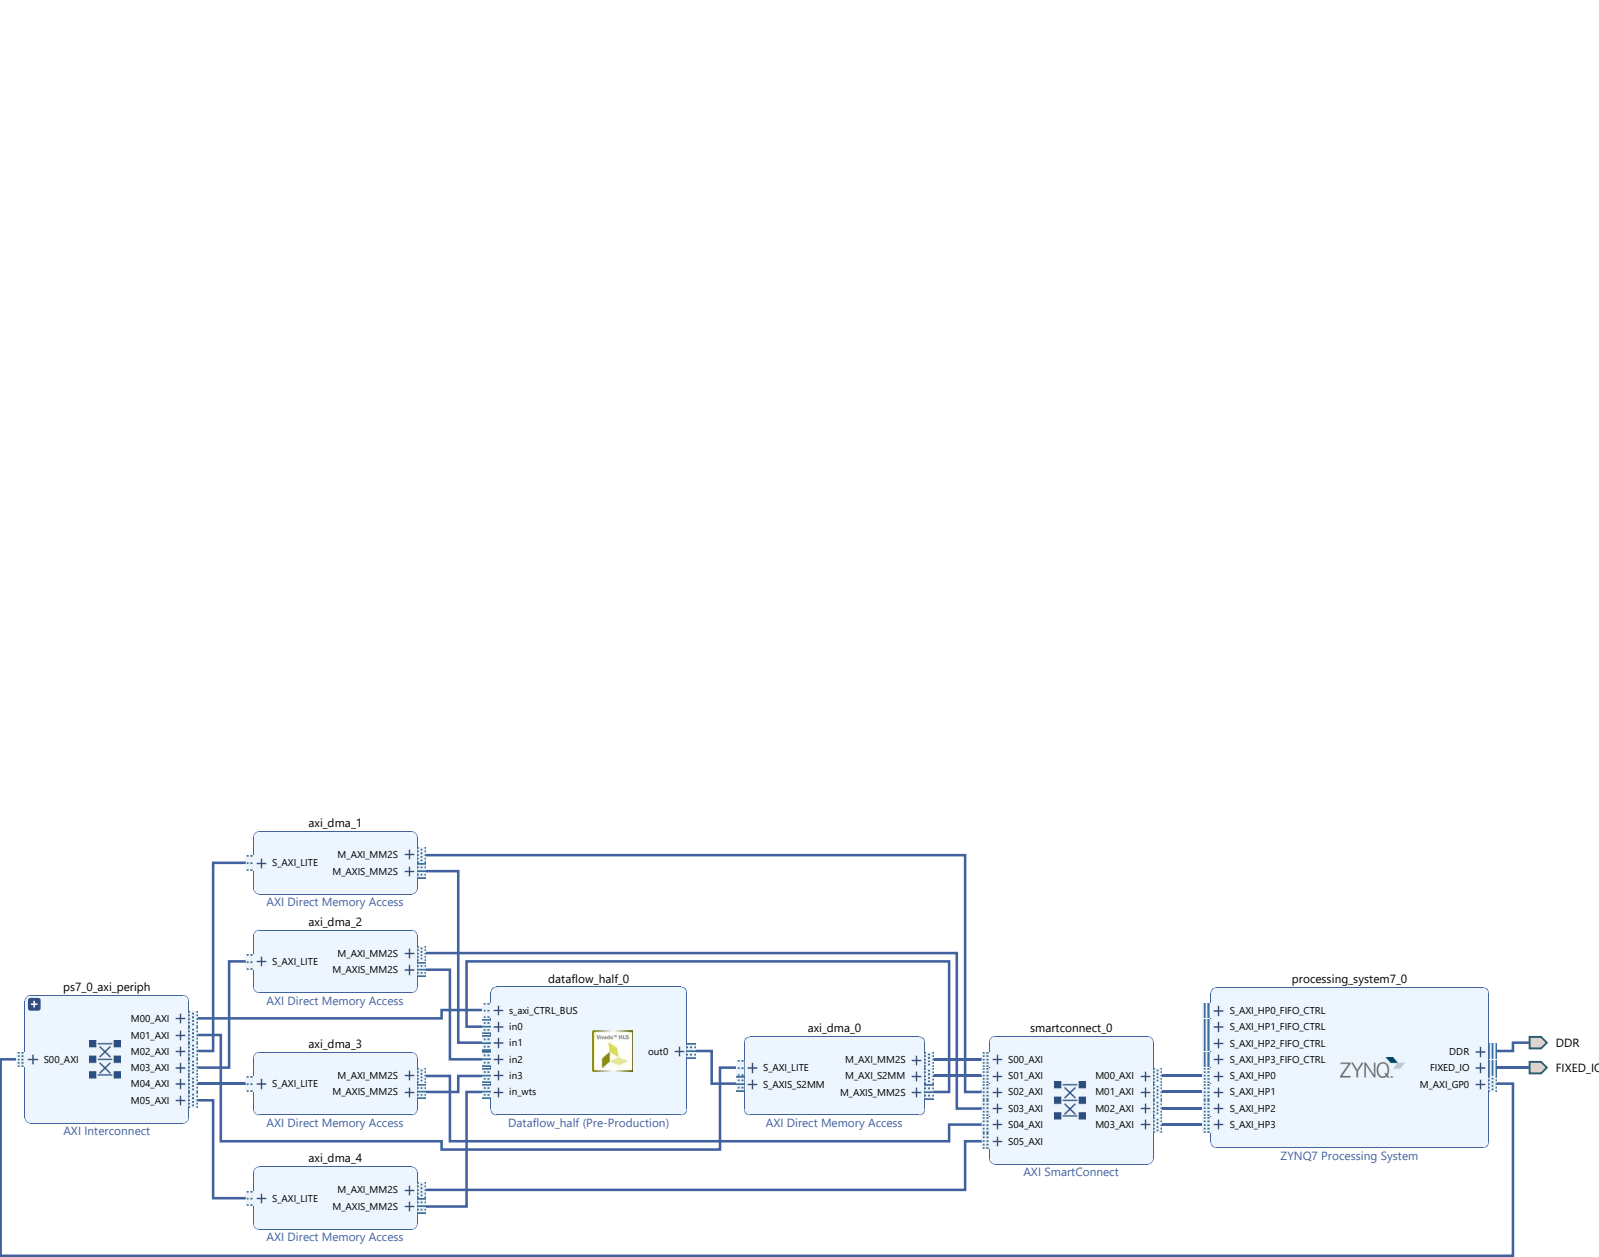 axi_dma_1
S_AXI_LITE
M_AXI_MM2S
M_AXIS_MM2S
AXI Direct Memory Access
axi_dma_2
S_AXI_LITE
M_AXI_MM2S
M_AXIS_MM2S
AXI Direct Memory Access
ps7_0_axi_periph
S00_AXI
M00_AXI
M01_AXI
M02_AXI
M03_AXI
M04_AXI
M05_AXI
AXI Interconnect
axi_dma_3
S_AXI_LITE
M_AXI_MM2S
M_AXIS_MM2S
AXI Direct Memory Access
axi_dma_4
S_AXI_LITE
M_AXI_MM2S
M_AXIS_MM2S
AXI Direct Memory Access
dataflow_half_0
s_axi_CTRL_BUS
in0
in1
in2
in3
in_wts
Vivado™ HLS
out0
Dataflow_half (Pre-Production)
axi_dma_0
S_AXI_LITE
S_AXIS_S2MM
M_AXI_MM2S
M_AXI_S2MM
M_AXIS_MM2S
AXI Direct Memory Access
smartconnect_0
S00_AXI
S01_AXI
S02_AXI
S03_AXI
S04_AXI
S05_AXI
M00_AXI
M01_AXI
M02_AXI
M03_AXI
AXI SmartConnect
processing_system7_0
S_AXI_HP0_FIFO_CTRL
S_AXI_HP1_FIFO_CTRL
S_AXI_HP2_FIFO_CTRL
S_AXI_HP3_FIFO_CTRL
S_AXI_HP0
S_AXI_HP1
S_AXI_HP2
S_AXI_HP3
ZYNQ
DDR
FIXED_IO
M_AXI_GP0
ZYNQ7 Processing System
DDR
FIXED_IO